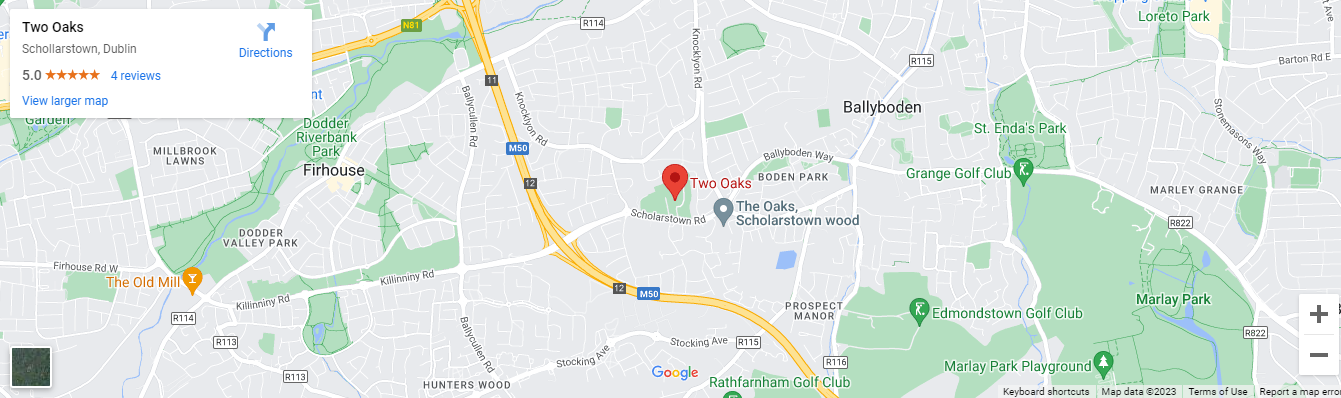 Two Oaks
Schollarstown, Dublin
5.0
4 reviews
View larger map
Directions
N81
R114
Knocklyon Rd
R115
Loreto Park
Barton Rd E
Garden
nt
Dodder
Riverbank
Park
11
Ballycullen Rd
Knocklyon Rd
M50
Ballyboden
St. Enda's Park
Stonemasons Way
MILLBROOK
LAWNS
Firhouse
12
Two Oaks
Ballyboden Way
BODEN PARK
Grange Golf Club
MARLEY GRANGE
The Oaks,
Scholarstown wood
Scholarstown Rd
R822
DODDER
VALLEY PARK
Firhouse Rd W
The Old Mill
Killinniny Rd
Killinniny Rd
12
M50
PROSPECT
MANOR
Edmondstown Golf Club
Marlay Park
R114
R113
Ballycullen Rd
Stocking Ave
Stocking Ave
R115
R116
R822
R113
HUNTERS WOOD
Google
Rathfarnham Golf Club
Marlay Park Playground
Keyboard shortcuts
Map data ©2023
Terms of Use
Report a map error